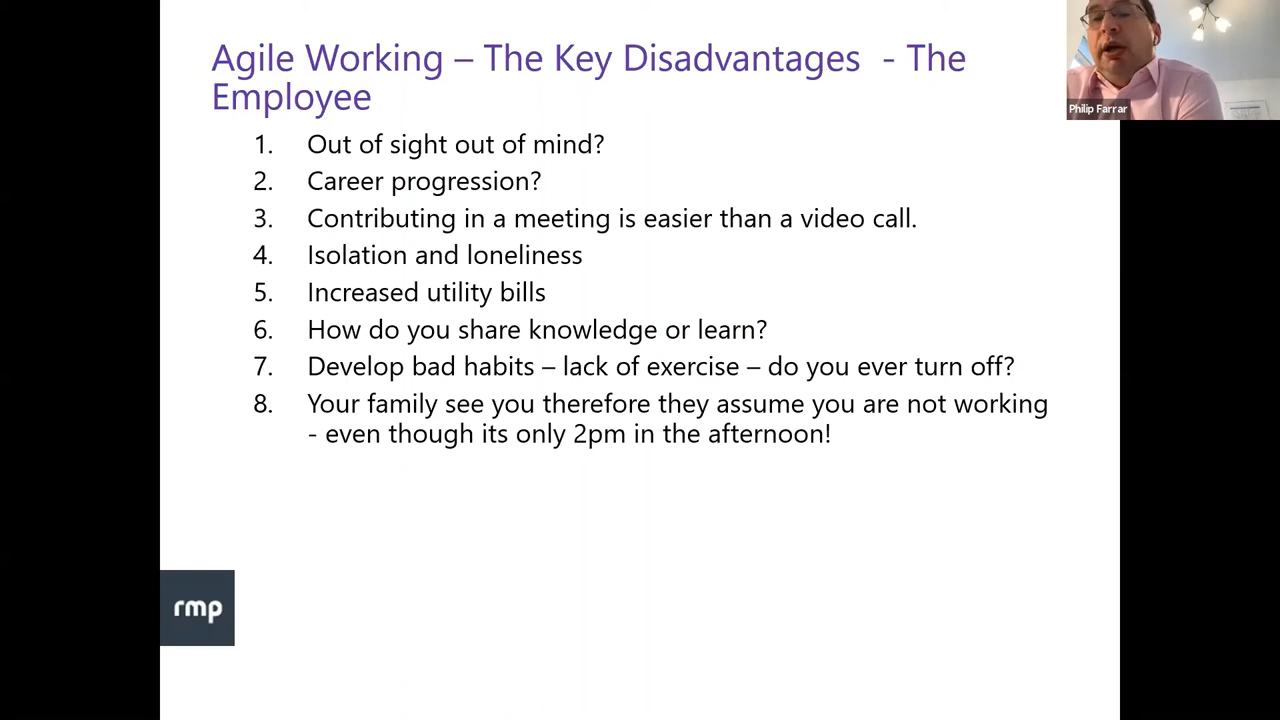 Agile Working – The Key Disadvantages  - The
Employee
1. Out of sight out of mind?
2. Career progression?
3. Contributing in a meeting is easier than a video call.
4. Isolation and loneliness
5. Increased utility bills
6. How do you share knowledge or learn?
7. Develop bad habits – lack of exercise – do you ever turn off?
8. Your family see you therefore they assume you are not working
- even though its only 2pm in the afternoon!
Philip Farrar
rmp